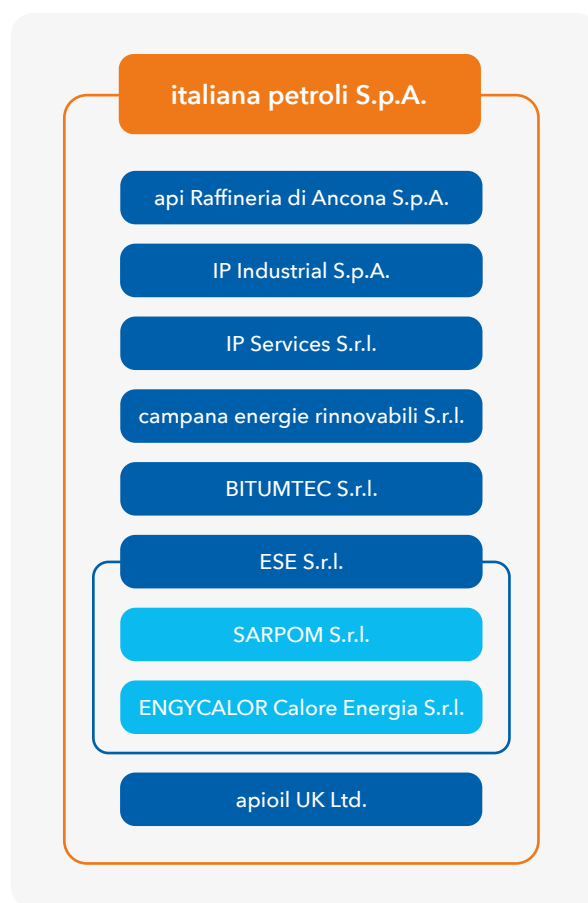 italiana petroli S.p.A.
api Raffineria di Ancona S.p.A.
IP Industrial S.p.A.
IP Services S.r.l.
campana energie rinnovabili S.r.l.
BITUMTEC S.r.l.
ESE S.r.l.
SARPOM S.r.l.
ENGYCALOR Calore Energia S.r.l.
apioil UK Ltd.